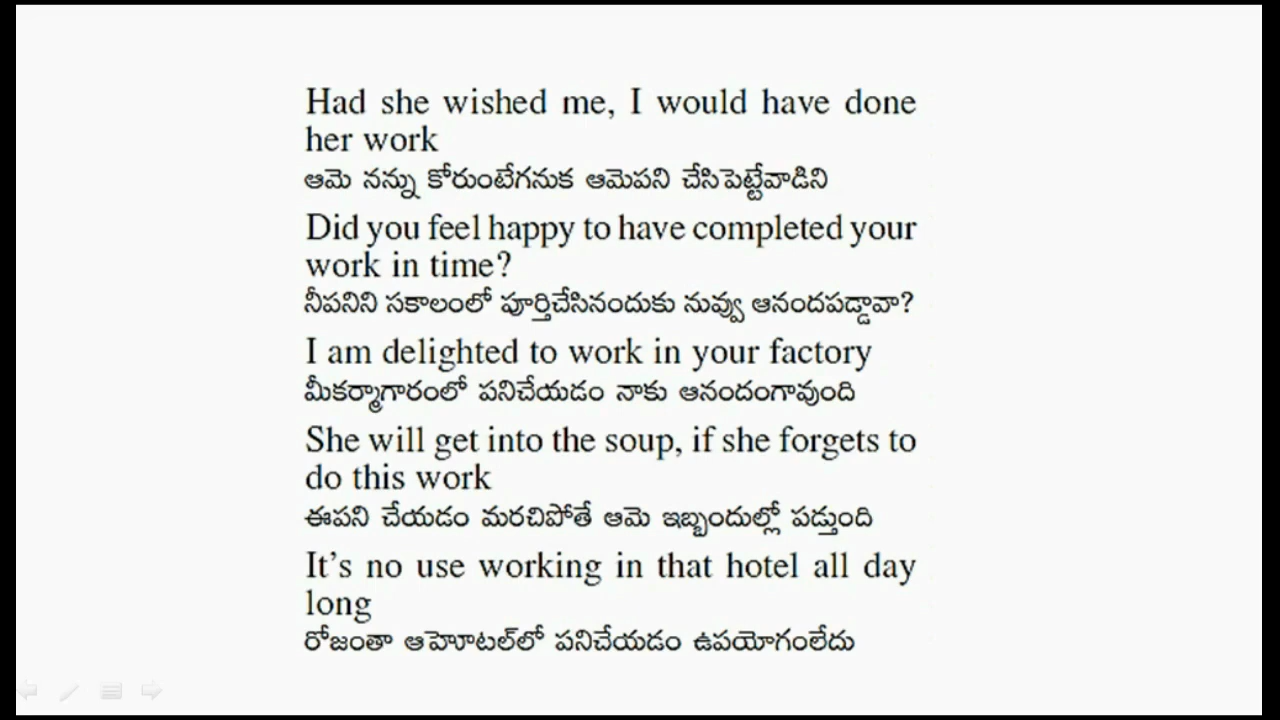 Had she wished me, I would have done
her work
ఆమె నన్ను కోరుంటేగనుక ఆమెపని చేసిపెట్టేవాడిని
Did you feel happy to have completed your
work in time?
నీపనిని సకాలంలో పూర్తిచేసినందుకు నువ్వు ఆనందపడ్డావా?
I am delighted to work in your factory
మీకర్మాగారంలో పనిచేయడం నాకు ఆనందంగావుంది
She will get into the soup, if she forgets to
do this work
ఈపని చేయడం మరచిపోతే ఆమె ఇబ్బందుల్లో పడ్తుంది
It's no use working in that hotel all day
long
రోజంతా ఆహెూటల్‌లో పనిచేయడం ఉపయోగంలేదు